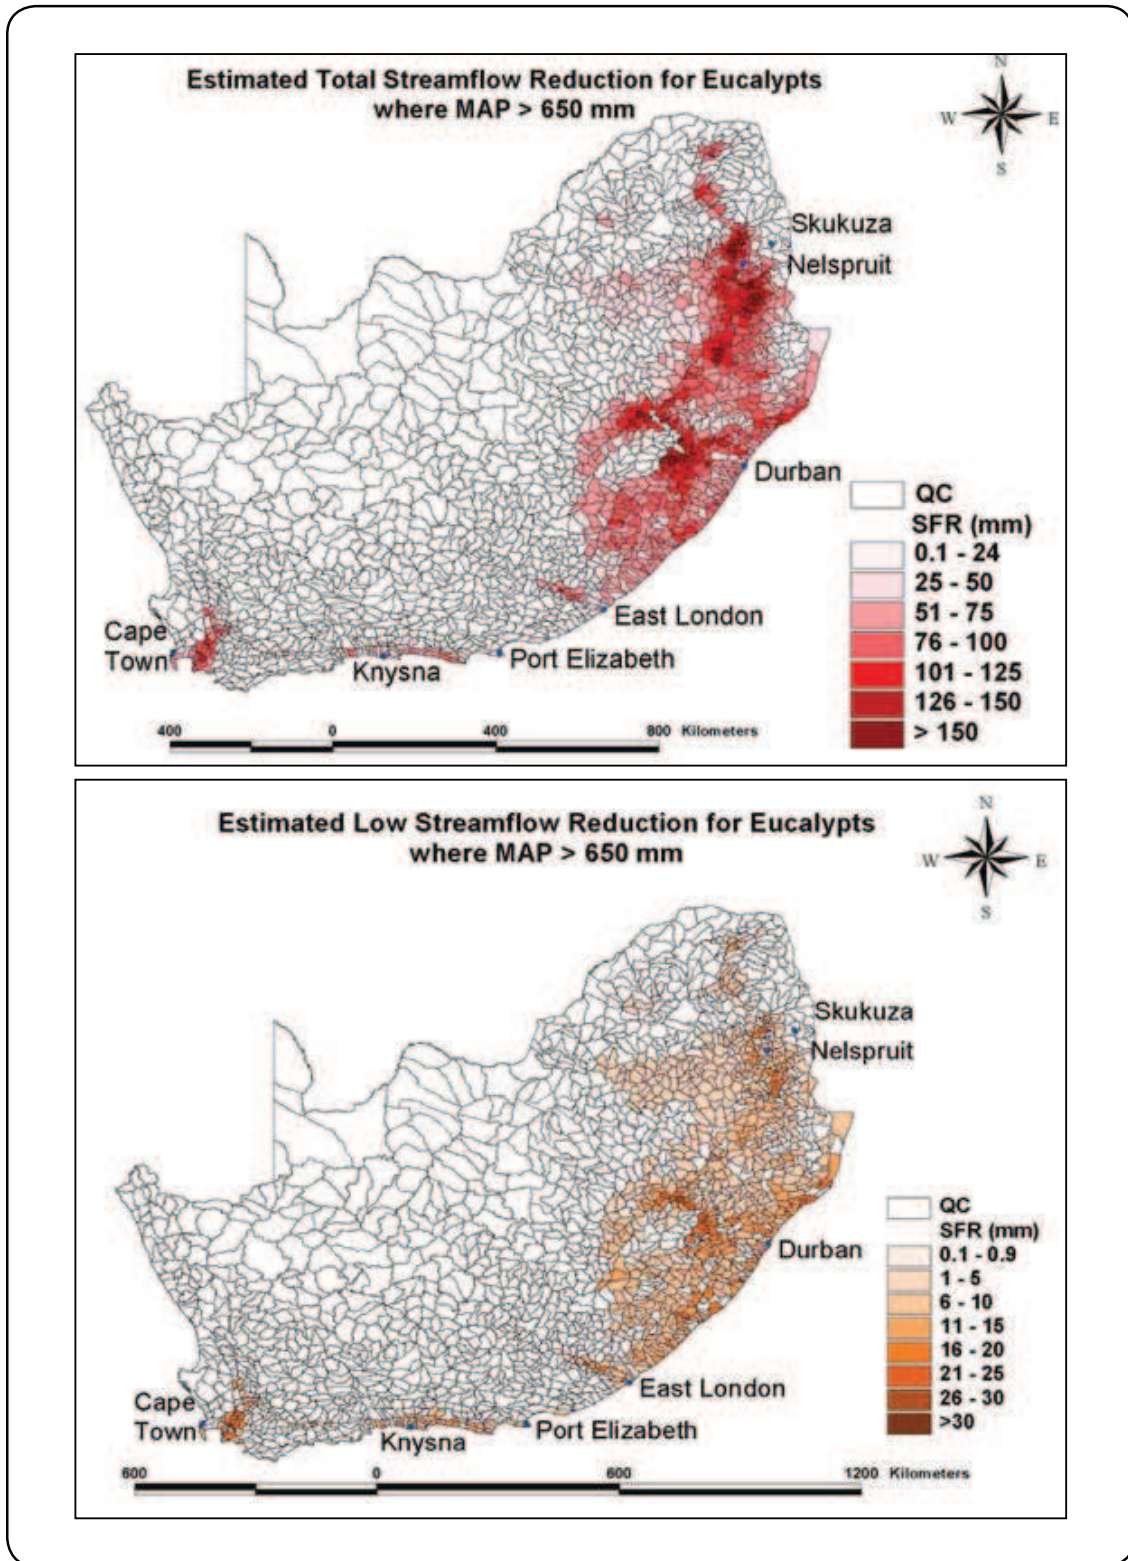 Estimated Total Streamflow Reduction for Eucalypts
where MAP > 650 mm
N
W E
S
Skukuza
Nelspruit
Durban
East London
Port Elizabeth
Knysna
Cape
Town
QC
SFR (mm)
0.1 - 24
25 - 50
51 - 75
76 - 100
101 - 125
126 - 150
> 150
400 0 400 800 Kilometers
Estimated Low Streamflow Reduction for Eucalypts
where MAP > 650 mm
N
W E
S
Skukuza
Nelspruit
Durban
East London
Port Elizabeth
Knysna
Cape
Town
QC
SFR (mm)
0.1 - 0.9
1 - 5
6 - 10
11 - 15
16 - 20
21 - 25
26 - 30
>30
600 0 600 1200 Kilometers